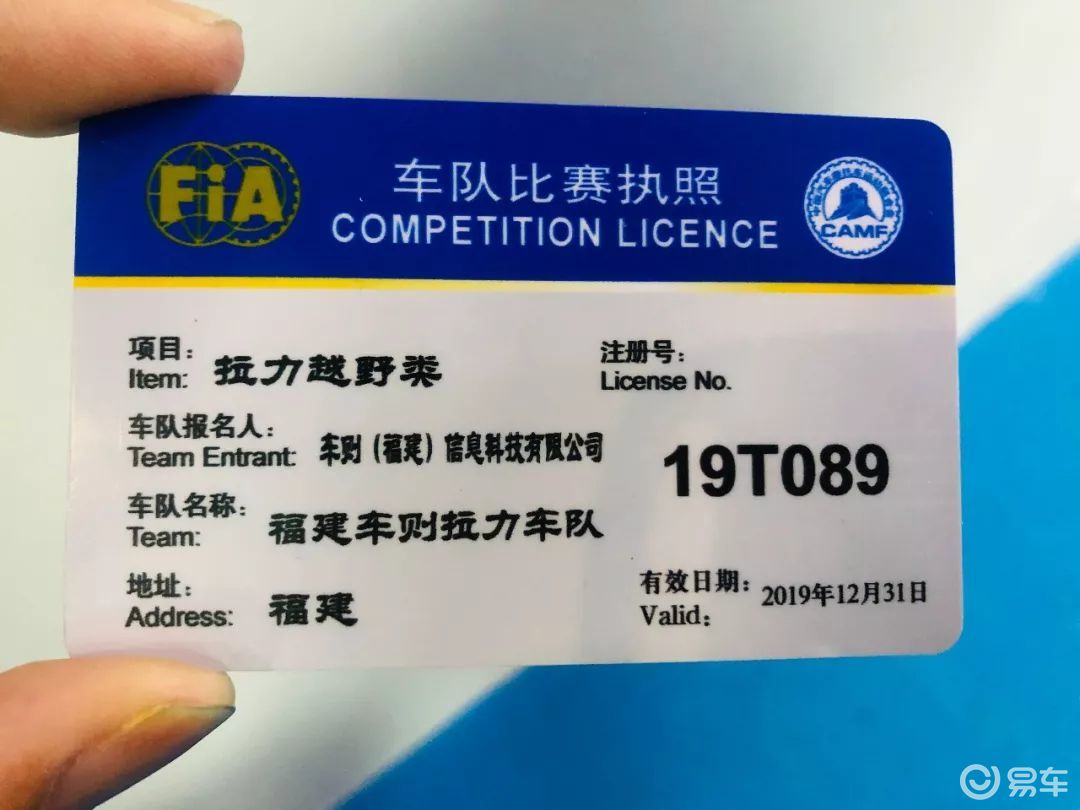 FiA
车队比赛执照
COMPETITION LICENCE
CAMF
项目：
Item: 拉力越野类
注册号：
License No.
车队报名人：
Team Entrant: 车则（福建）信息科技有限公司
19T089
车队名称：
Team: 福建车则拉力车队
地址：
Address: 福建
有效日期：
Valid： 2019年12月31日
易车